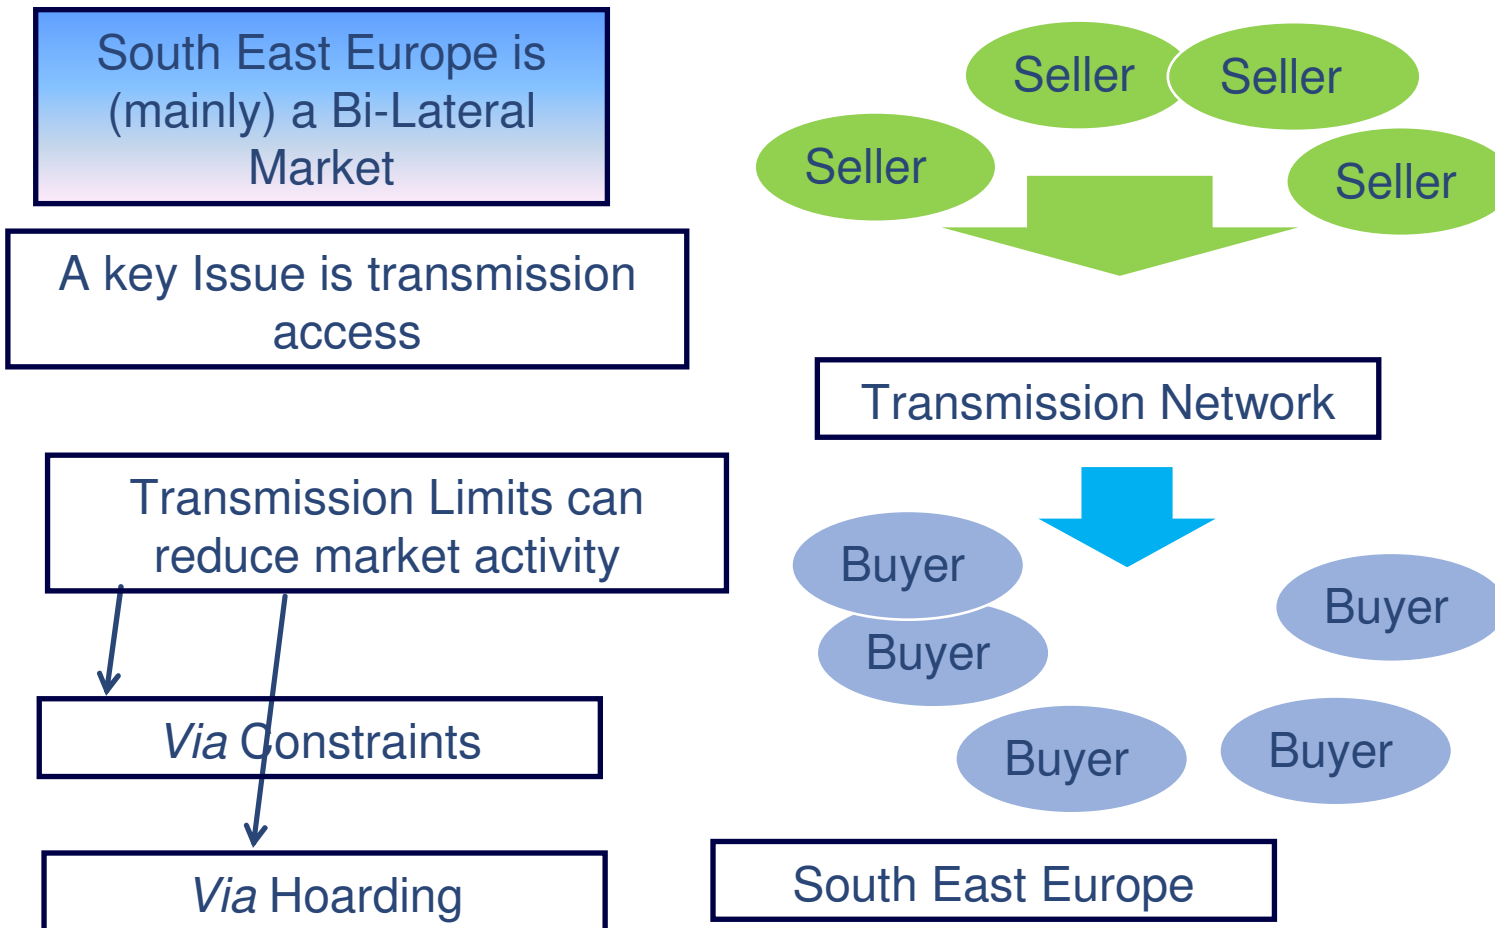 South East Europe is
(mainly) a Bi-Lateral
Market
A key Issue is transmission
access
Transmission Limits can
reduce market activity
Via Constraints
Via Hoarding
Seller
Seller
Seller
Seller
Transmission Network
Buyer
Buyer
Buyer
Buyer
Buyer
South East Europe